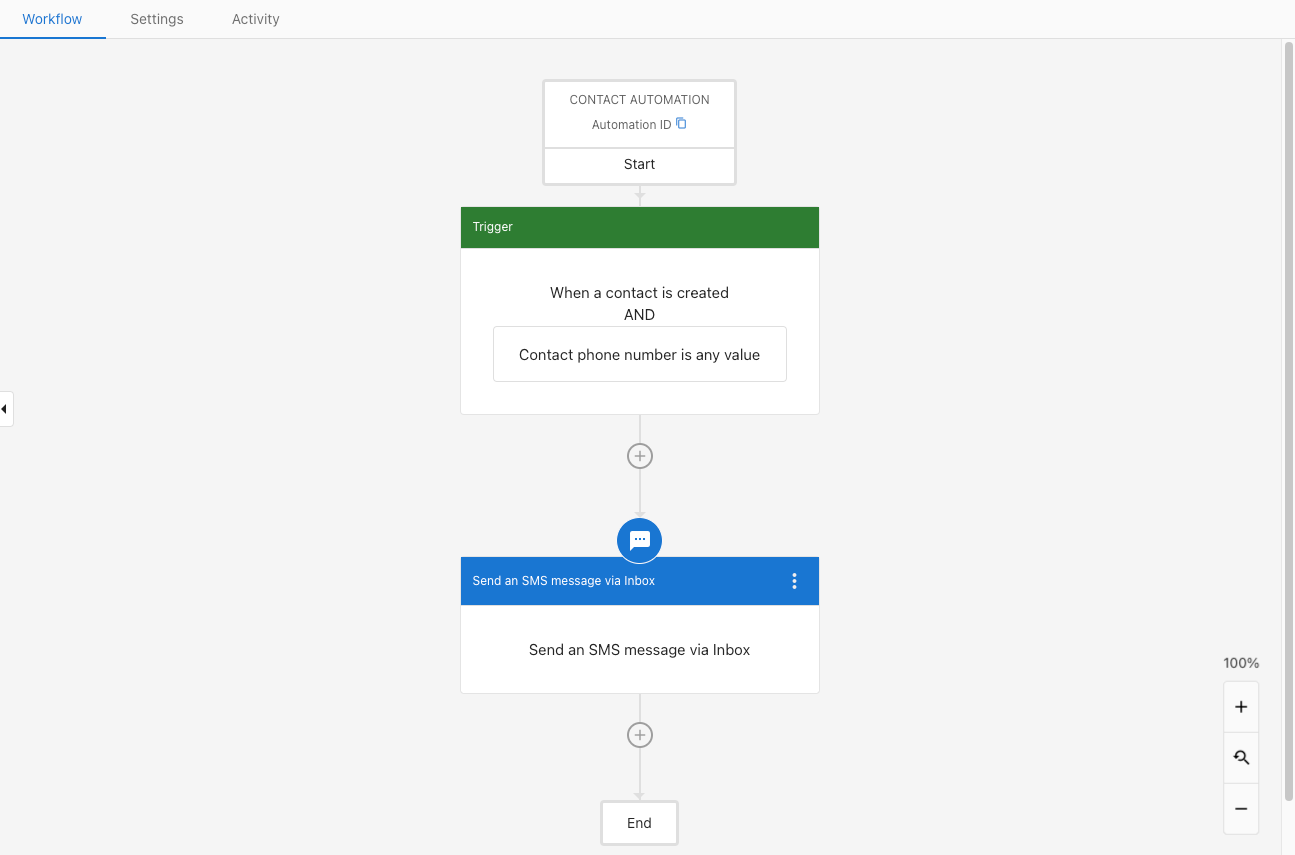 Workflow Settings Activity
CONTACT AUTOMATION
Automation ID
Start
Trigger
When a contact is created
AND
Contact phone number is any value
Send an SMS message via Inbox
Send an SMS message via Inbox
100%
End